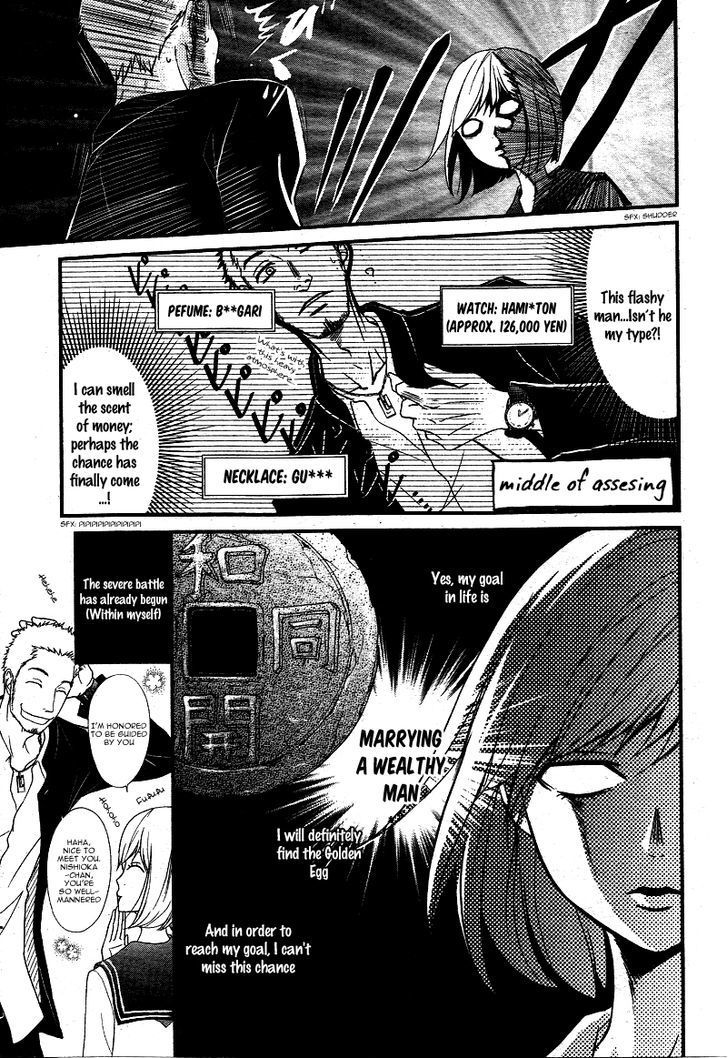 SFX: SHUDDER
This flashy
man...Isn't he
my type?!
WATCH: HAMI*TON
(APPROX. 126,000 YEN)
PEFUME: B**GARI
What's with
this heavy
atmosphere
I can smell
the scent
of money;
perhaps the
chance has
finally come
...!
NECKLACE: GU***
middle of assesing
SFX: PIPIPIPIPIPIPIPIPI
Yes, my goal
in life is
和
同
開
MARRYING
A WEALTHY
MAN
I will definitely
find the Golden
Egg
And in order to
reach my goal, I can't
miss this chance
The severe battle
has already begun
(Within myself)
Hohoho
I'M HONORED
TO BE GUIDED
BY YOU
Fufufu
Hohoho
HAHA,
NICE TO
MEET YOU.
NISHIOKA
-CHAN,
YOU'RE
SO WELL-
MANNERED